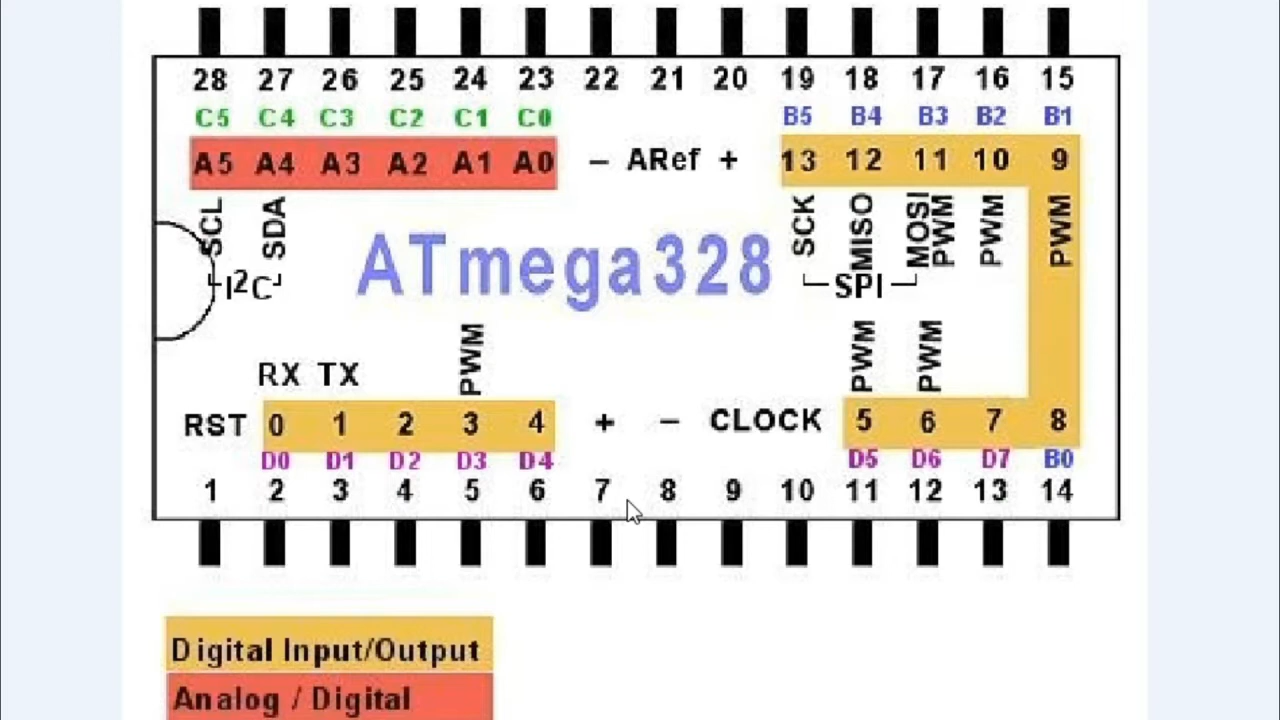 28 27 26 25 24 23 22 21 20 19 18 17 16 15
C5 C4 C3 C2 C1 C0 B5 B4 B3 B2 B1
A5 A4 A3 A2 A1 A0 – ARef + 13 12 11 10 9
SCL SDA SCK MISO MOSI PWM PWM PWM
ATmega328
I²C SPI
PWM PWM PWM
RX TX
RST 0 1 2 3 4 + – CLOCK 5 6 7 8
D0 D1 D2 D3 D4 D5 D6 D7 B0
1 2 3 4 5 6 7 8 9 10 11 12 13 14
Digital Input/Output
Analog / Digital